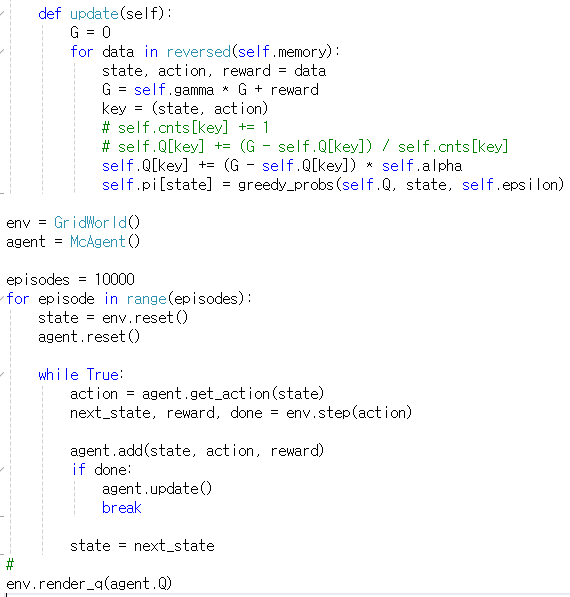 def update(self):
G = 0
for data in reversed(self.memory):
state, action, reward = data
G = self.gamma * G + reward
key = (state, action)
# self.cnts[key] += 1
# self.Q[key] += (G - self.Q[key]) / self.cnts[key]
self.Q[key] += (G - self.Q[key]) * self.alpha
self.pi[state] = greedy_probs(self.Q, state, self.epsilon)
env = GridWorld()
agent = McAgent()
episodes = 10000
for episode in range(episodes):
state = env.reset()
agent.reset()
while True:
action = agent.get_action(state)
next_state, reward, done = env.step(action)
agent.add(state, action, reward)
if done:
agent.update()
break
state = next_state
#
env.render_q(agent.Q)